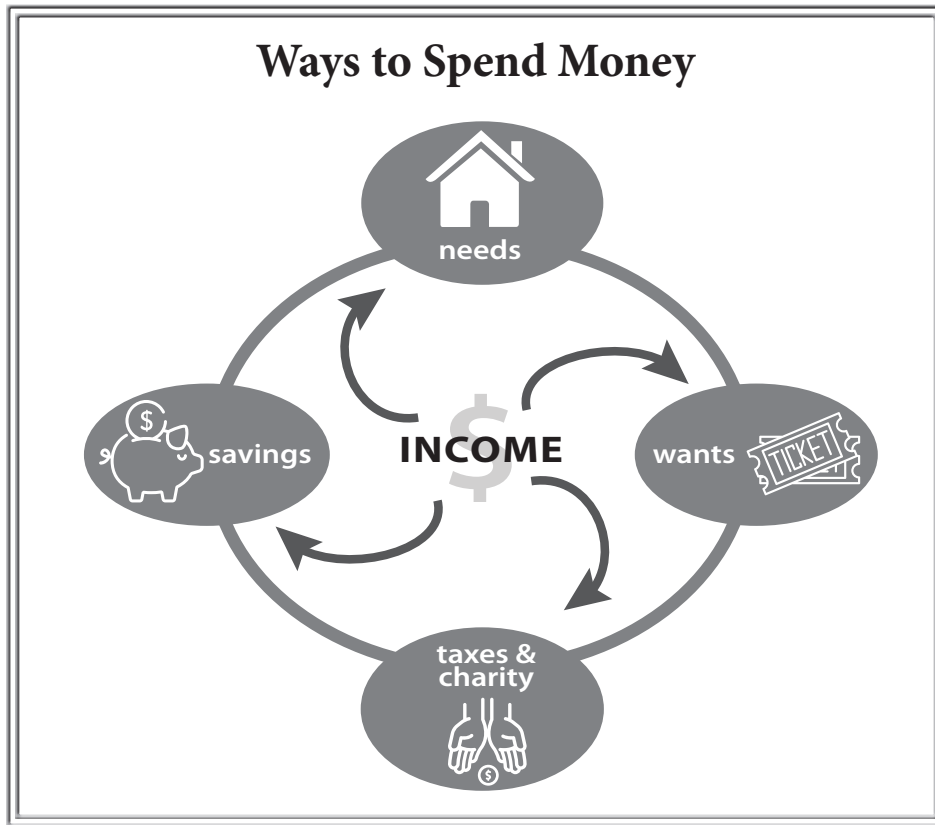 Ways to Spend Money
needs
$
savings
$
INCOME
wants
TICKET
taxes &
charity
$